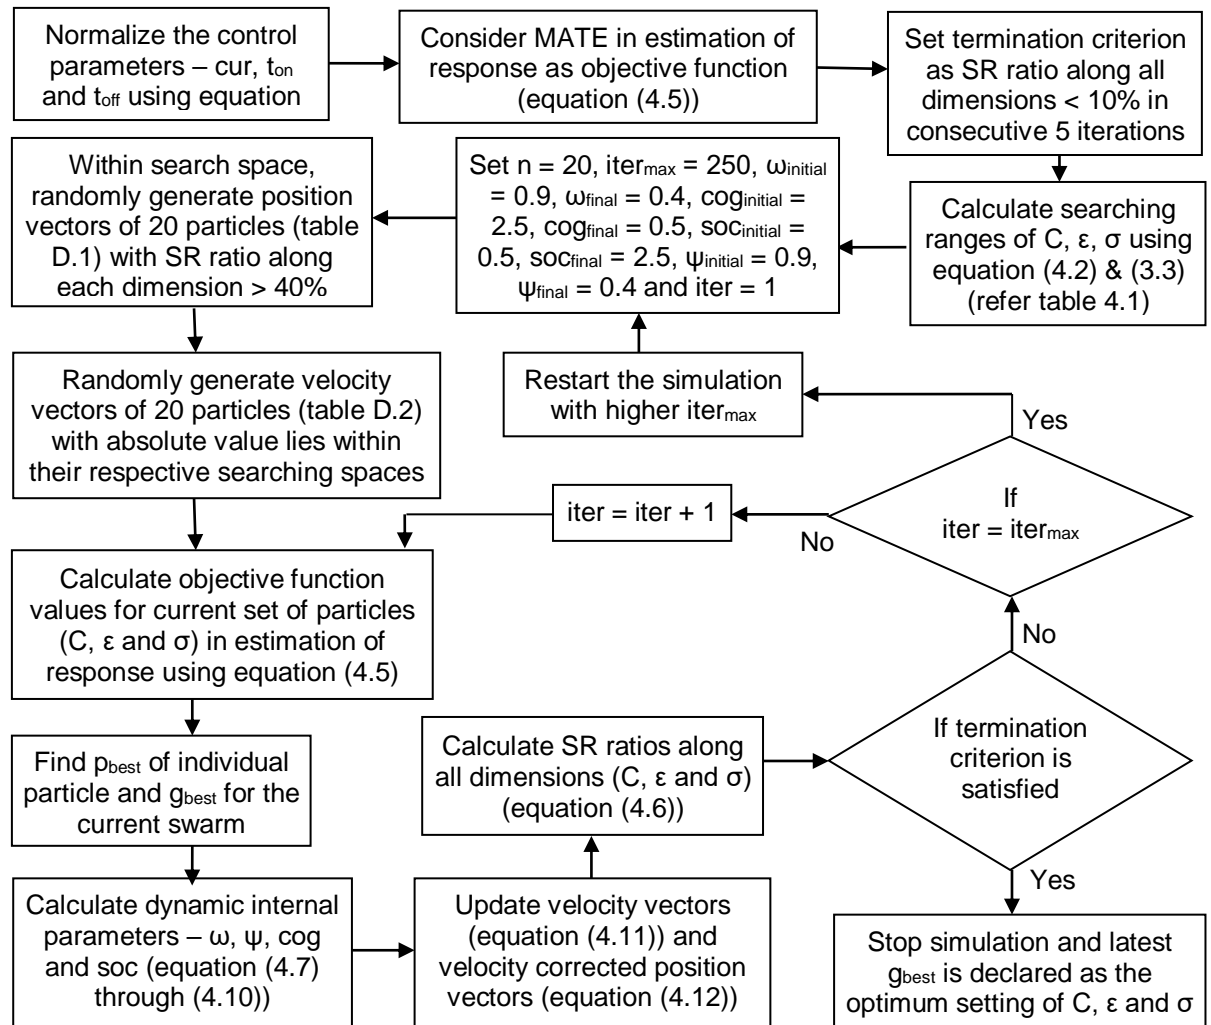 Normalize the control
parameters – cur, ton
and toff using equation
Consider MATE in estimation of
response as objective function
(equation (4.5))
Set termination criterion
as SR ratio along all
dimensions < 10% in
consecutive 5 iterations
Calculate searching
ranges of C, ε, σ using
equation (4.2) & (3.3)
(refer table 4.1)
Set n = 20, itermax = 250, ωinitial
= 0.9, ωfinal = 0.4, coginitial =
2.5, cogfinal = 0.5, socinitial =
0.5, socfinal = 2.5, ψinitial = 0.9,
ψfinal = 0.4 and iter = 1
Within search space,
randomly generate position
vectors of 20 particles (table
D.1) with SR ratio along
each dimension > 40%
Randomly generate velocity
vectors of 20 particles (table D.2)
with absolute value lies within
their respective searching spaces
Calculate objective function
values for current set of particles
(C, ε and σ) in estimation of
response using equation (4.5)
Find pbest of individual
particle and gbest for the
current swarm
Calculate dynamic internal
parameters – ω, ψ, cog
and soc (equation (4.7)
through (4.10))
Update velocity vectors
(equation (4.11)) and
velocity corrected position
vectors (equation (4.12))
Calculate SR ratios along
all dimensions (C, ε and σ)
(equation (4.6))
If termination
criterion is
satisfied
Yes
Stop simulation and latest
gbest is declared as the
optimum setting of C, ε and σ
No
If
iter = itermax
No
iter = iter + 1
Yes
Restart the simulation
with higher itermax